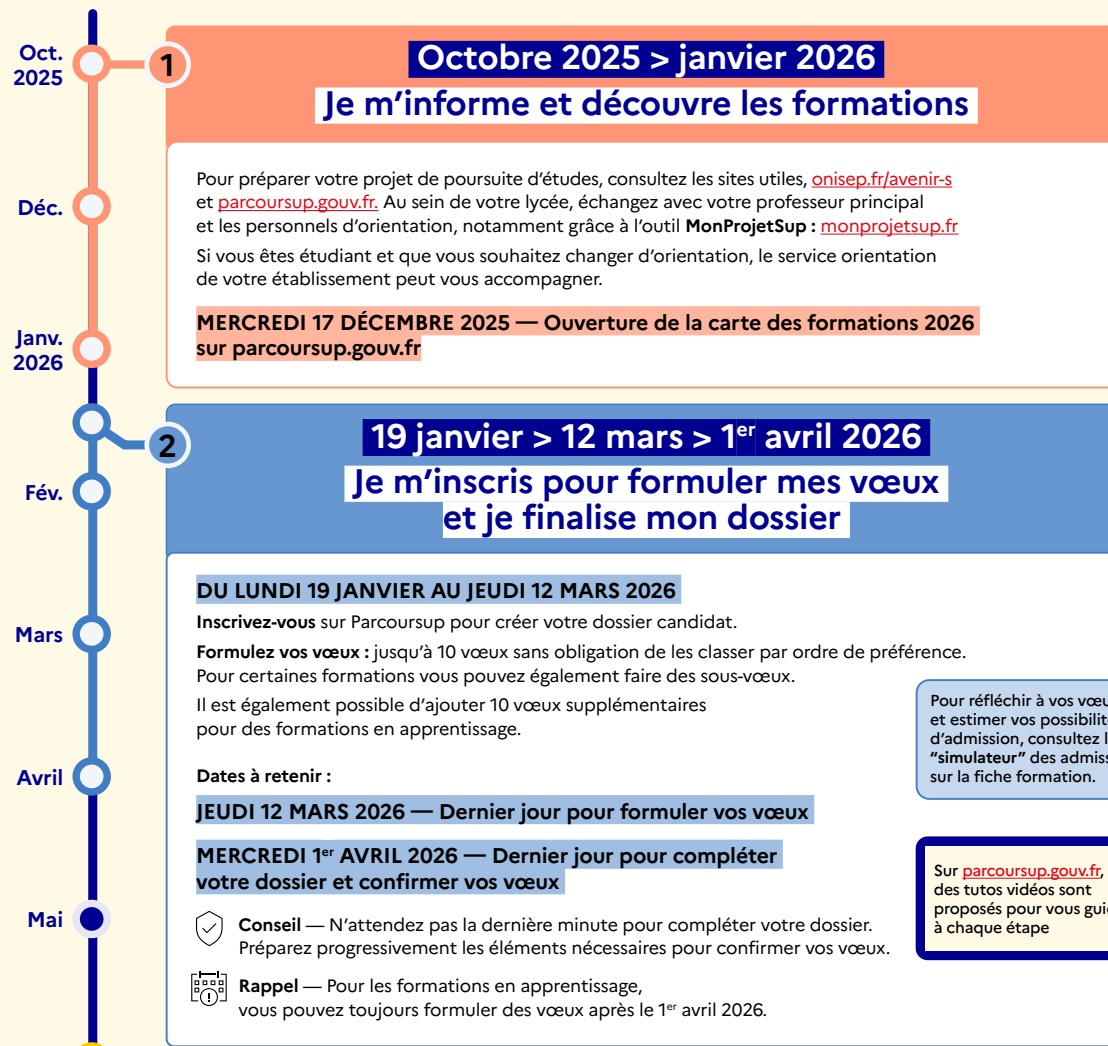 Oct.
2025
Déc.
Janv.
2026
Fév.
Mars
Avril
Mai
1
Octobre 2025 > janvier 2026
Je m’informe et découvre les formations
Pour préparer votre projet de poursuite d’études, consultez les sites utiles, onisep.fr/avenir-s
et parcoursup.gouv.fr. Au sein de votre lycée, échangez avec votre professeur principal
et les personnels d’orientation, notamment grâce à l’outil MonProjetSup : monprojetsup.fr
Si vous êtes étudiant et que vous souhaitez changer d’orientation, le service orientation
de votre établissement peut vous accompagner.
MERCREDI 17 DÉCEMBRE 2025 — Ouverture de la carte des formations 2026
sur parcoursup.gouv.fr
2
19 janvier > 12 mars > 1er avril 2026
Je m’inscris pour formuler mes vœux
et je finalise mon dossier
DU LUNDI 19 JANVIER AU JEUDI 12 MARS 2026
Inscrivez-vous sur Parcoursup pour créer votre dossier candidat.
Formulez vos vœux : jusqu’à 10 vœux sans obligation de les classer par ordre de préférence.
Pour certaines formations vous pouvez également faire des sous-vœux.
Il est également possible d’ajouter 10 vœux supplémentaires
pour des formations en apprentissage.
Dates à retenir :
JEUDI 12 MARS 2026 — Dernier jour pour formuler vos vœux
MERCREDI 1er AVRIL 2026 — Dernier jour pour compléter
votre dossier et confirmer vos vœux
Conseil — N’attendez pas la dernière minute pour compléter votre dossier.
Préparez progressivement les éléments nécessaires pour confirmer vos vœux.
Rappel — Pour les formations en apprentissage,
vous pouvez toujours formuler des vœux après le 1er avril 2026.
Pour réfléchir à vos
et estimer vos
d’admission, consultez
“simulateur” des
sur la fiche formation.
Sur parcoursup.gouv.fr,
des tutos vidéos sont
proposés pour vous
à chaque étape